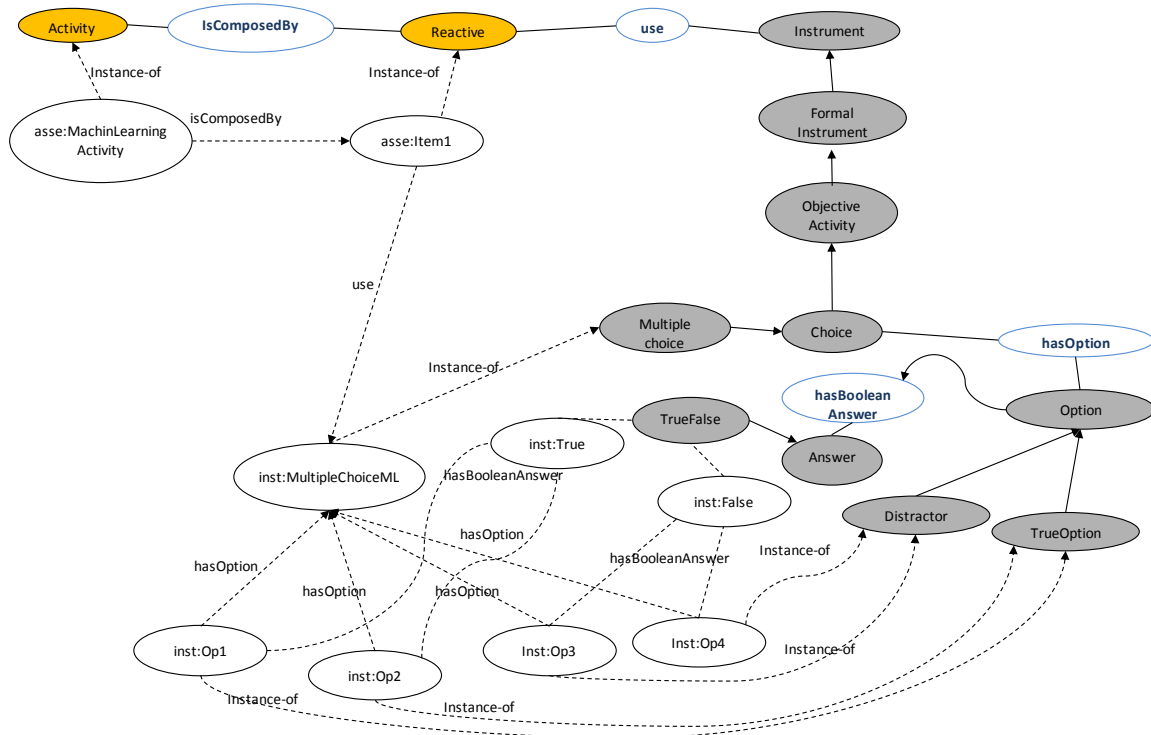 Activity
IsComposedBy
Reactive
use
Instrument
Instance-of
Instance-of
asse:MachinLearning
Activity
isComposedBy
asse:Item1
Formal
Instrument
Objective
Activity
use
Multiple
choice
Choice
hasOption
Instance-of
hasBoolean
Answer
Option
TrueFalse
inst:True
Answer
inst:MultipleChoiceML
hasBooleanAnswer
inst:False
Distractor
TrueOption
hasOption
hasBooleanAnswer
Instance-of
hasOption
hasOption
hasOption
inst:Op1
inst:Op2
Inst:Op3
Inst:Op4
Instance-of
Instance-of
Instance-of